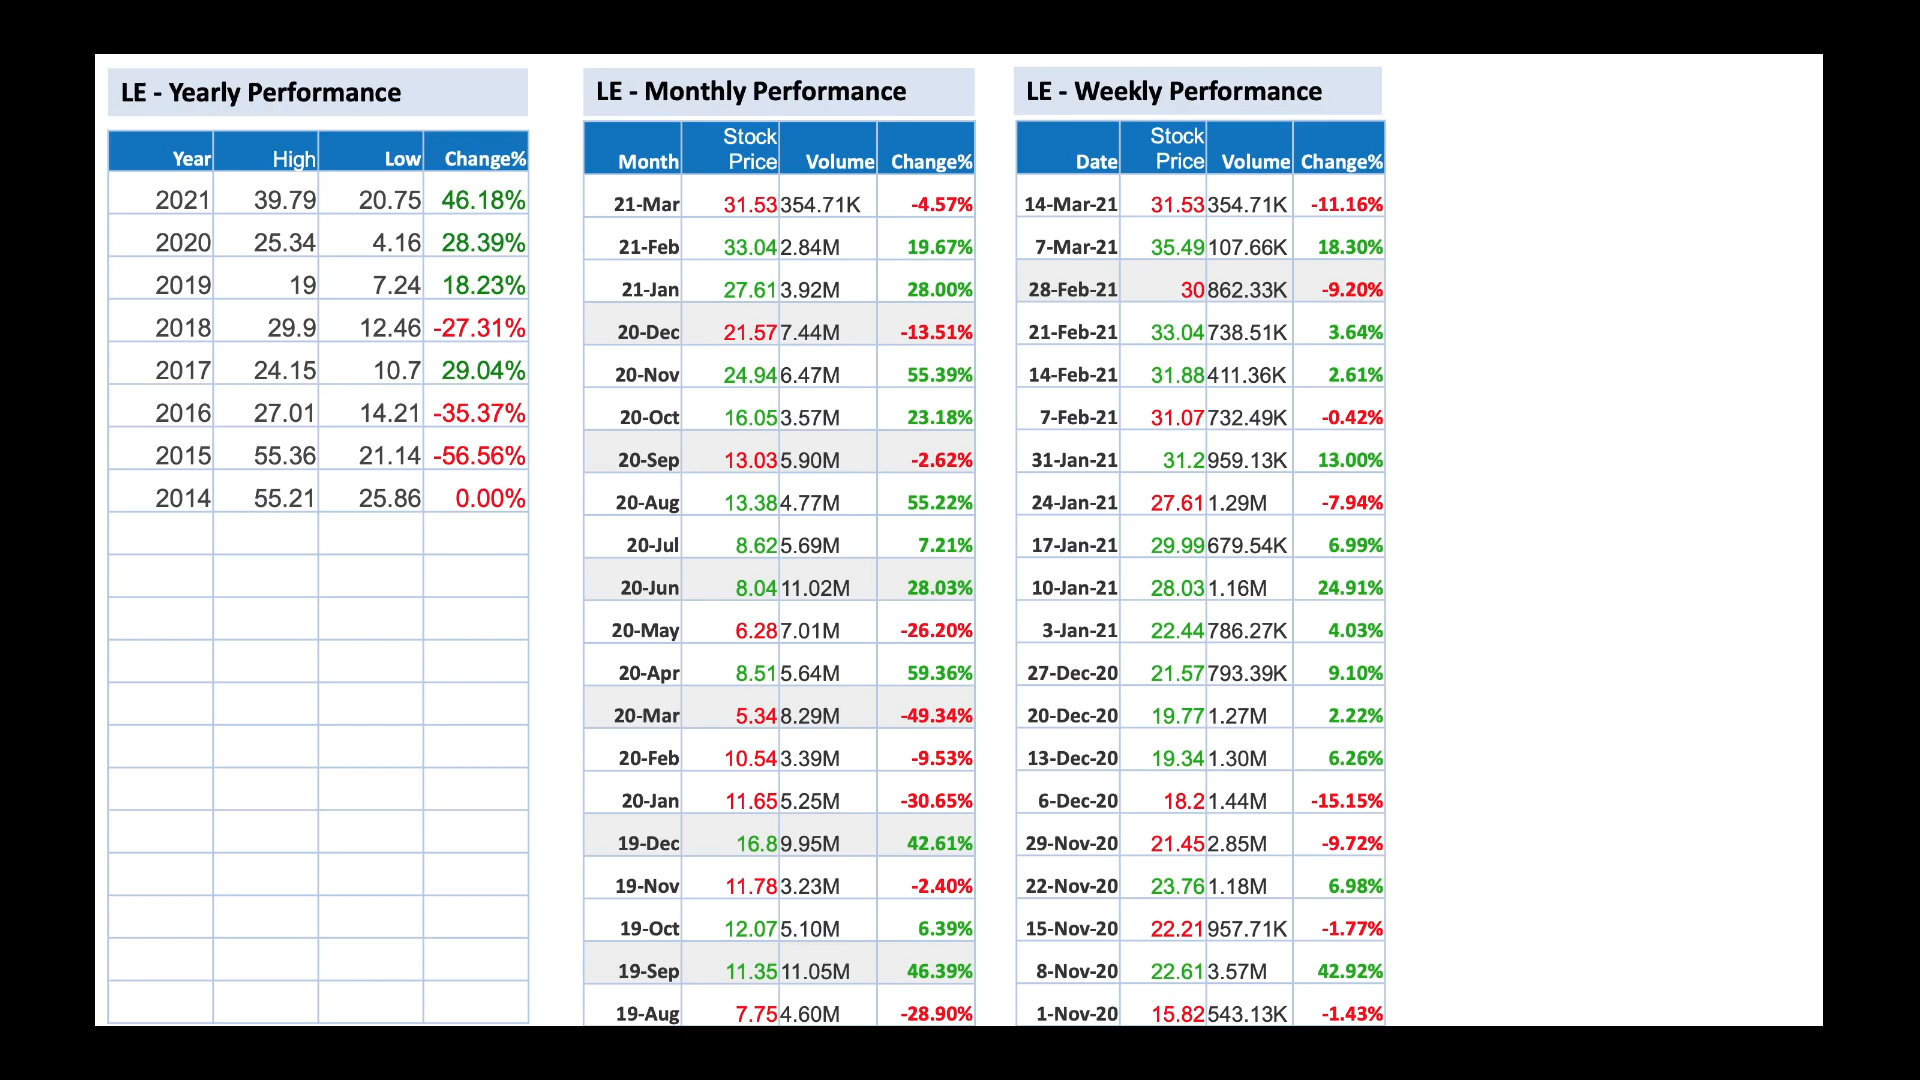 LE - Yearly Performance
Year High Low Change%
2021 39.79 20.75 46.18%
2020 25.34 4.16 28.39%
2019 19 7.24 18.23%
2018 29.9 12.46 -27.31%
2017 24.15 10.7 29.04%
2016 27.01 14.21 -35.37%
2015 55.36 21.14 -56.56%
2014 55.21 25.86 0.00%
LE - Monthly Performance
Month Stock Price Volume Change%
21-Mar 31.53 354.71K -4.57%
21-Feb 33.04 2.84M 19.67%
21-Jan 27.61 3.92M 28.00%
20-Dec 21.57 7.44M -13.51%
20-Nov 24.94 6.47M 55.39%
20-Oct 16.05 3.57M 23.18%
20-Sep 13.03 5.90M -2.62%
20-Aug 13.38 4.77M 55.22%
20-Jul 8.62 5.69M 7.21%
20-Jun 8.04 11.02M 28.03%
20-May 6.28 7.01M -26.20%
20-Apr 8.51 5.64M 59.36%
20-Mar 5.34 8.29M -49.34%
20-Feb 10.54 3.39M -9.53%
20-Jan 11.65 5.25M -30.65%
19-Dec 16.8 9.95M 42.61%
19-Nov 11.78 3.23M -2.40%
19-Oct 12.07 5.10M 6.39%
19-Sep 11.35 11.05M 46.39%
19-Aug 7.75 4.60M -28.90%
LE - Weekly Performance
Date Stock Price Volume Change%
14-Mar-21 31.53 354.71K -11.16%
7-Mar-21 35.49 107.66K 18.30%
28-Feb-21 30 862.33K -9.20%
21-Feb-21 33.04 738.51K 3.64%
14-Feb-21 31.88 411.36K 2.61%
7-Feb-21 31.07 732.49K -0.42%
31-Jan-21 31.2 959.13K 13.00%
24-Jan-21 27.61 1.29M -7.94%
17-Jan-21 29.99 679.54K 6.99%
10-Jan-21 28.03 1.16M 24.91%
3-Jan-21 22.44 786.27K 4.03%
27-Dec-20 21.57 793.39K 9.10%
20-Dec-20 19.77 1.27M 2.22%
13-Dec-20 19.34 1.30M 6.26%
6-Dec-20 18.2 1.44M -15.15%
29-Nov-20 21.45 2.85M -9.72%
22-Nov-20 23.76 1.18M 6.98%
15-Nov-20 22.21 957.71K -1.77%
8-Nov-20 22.61 3.57M 42.92%
1-Nov-20 15.82 543.13K -1.43%